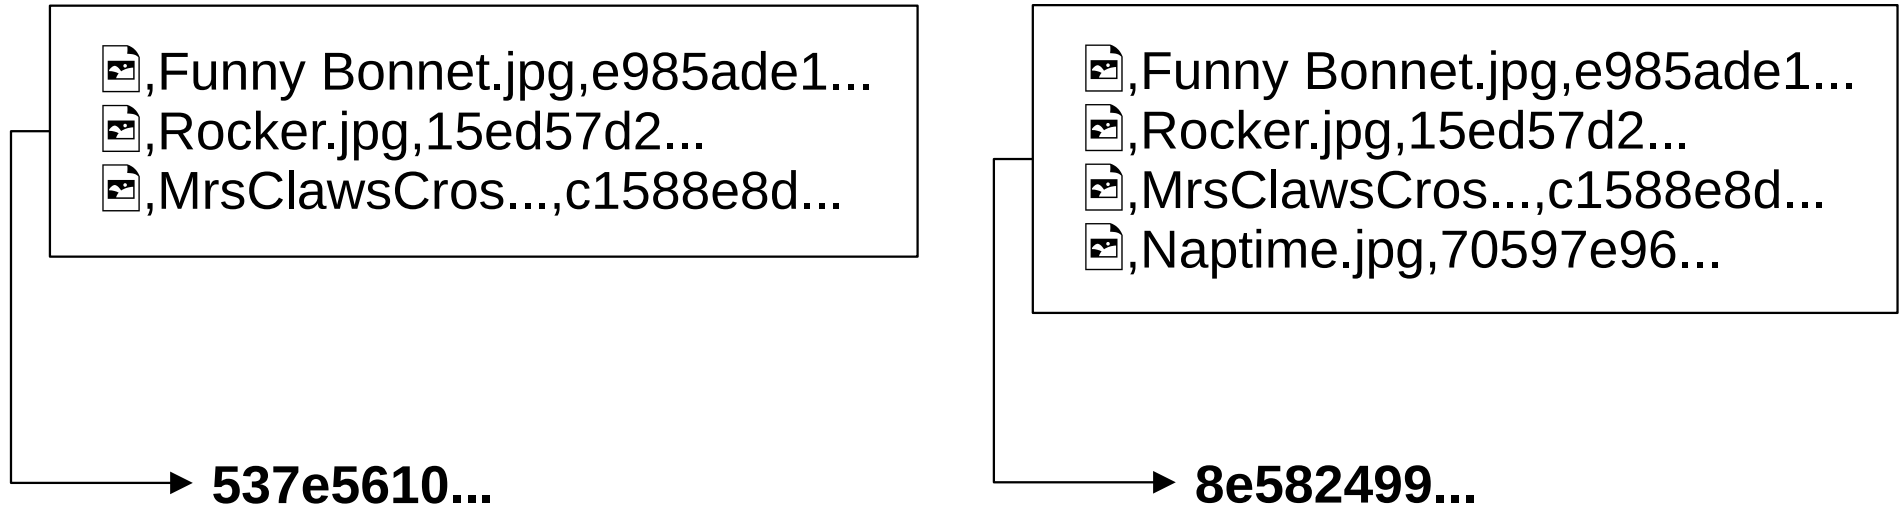 ,Funny Bonnet.jpg,e985ade1...
,Rocker.jpg,15ed57d2...
,MrsClawsCros...,c1588e8d...
537e5610...
,Funny Bonnet.jpg,e985ade1...
,Rocker.jpg,15ed57d2...
,MrsClawsCros...,c1588e8d...
,Naptime.jpg,70597e96...
8e582499...